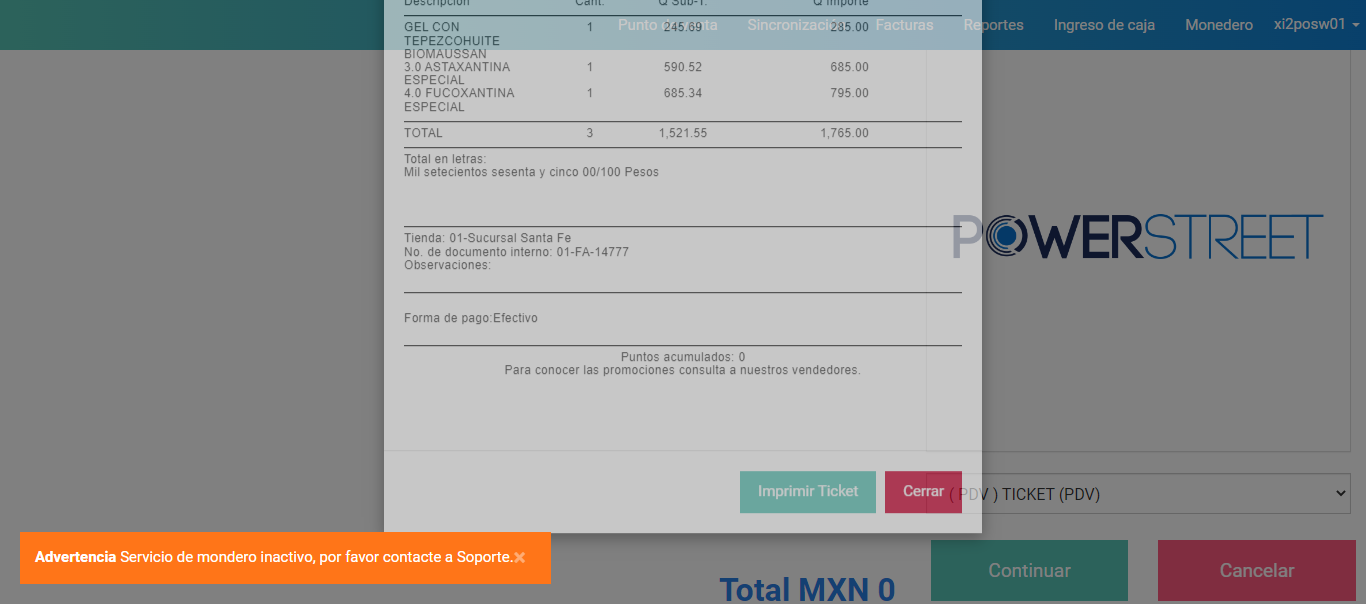 Descripción Cant. Q Sub-T. Q Importe
Punto de venta Sincronización Facturas Reportes Ingreso de caja Monedero xi2posw01
GEL CON TEPEZCOHUITE BIOMAUSSAN 1 245.69 285.00
3.0 ASTAXANTINA ESPECIAL 1 590.52 685.00
4.0 FUCOXANTINA ESPECIAL 1 685.34 795.00
TOTAL 3 1,521.55 1,765.00
Total en letras:
Mil setecientos sesenta y cinco 00/100 Pesos
POWERSTREET
Tienda: 01-Sucursal Santa Fe
No. de documento interno: 01-FA-14777
Observaciones:
Forma de pago:Efectivo
Puntos acumulados: 0
Para conocer las promociones consulta a nuestros vendedores.
Imprimir Ticket Cerrar
( PDV ) TICKET (PDV)
Advertencia Servicio de mondero inactivo, por favor contacte a Soporte.×
Continuar Cancelar
Total MXN 0